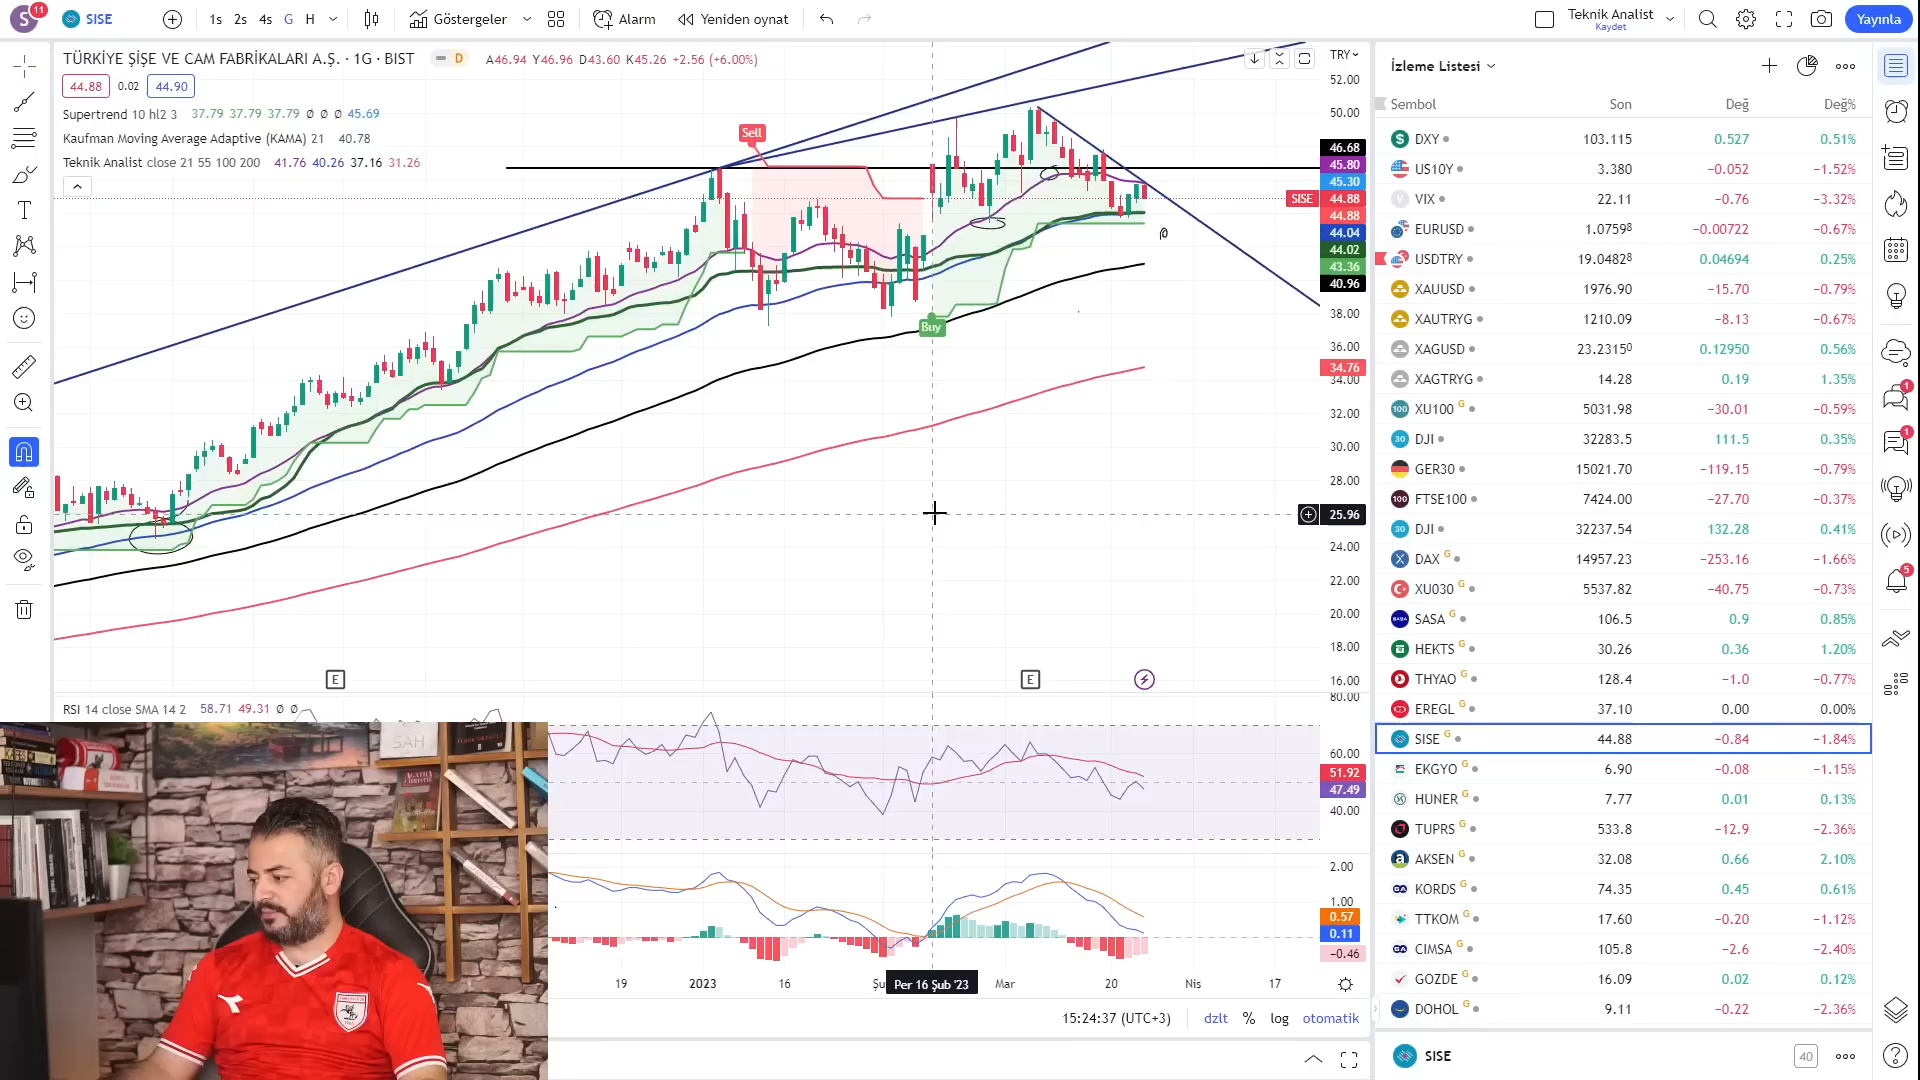 S 11 SISE 1s 2s 4s G H Göstergeler Alarm Yeniden oynat Teknik Analist Kaydet Yayınla
TÜRKİYE ŞİŞE VE CAM FABRİKALARI A.Ş. · 1G · BIST D A46.94 Y46.96 D43.60 K45.26 +2.56 (+6.00%)
44.88 0.02 44.90
Supertrend 10 hl2 3 37.79 37.79 37.79 Ø Ø Ø 45.69
Kaufman Moving Average Adaptive (KAMA) 21 40.78
Teknik Analist close 21 55 100 200 41.76 40.26 37.16 31.26
Sell
Buy
E
E
TRY
52.00
50.00
46.68
45.80
45.30
SISE 44.88
44.88
44.04
44.02
43.36
40.96
38.00
36.00
34.76
34.00
32.00
30.00
28.00
25.96
24.00
22.00
20.00
18.00
16.00
RSI 14 close SMA 14 2 58.71 49.31 Ø Ø
80.00
60.00
51.92
47.49
40.00
2.00
1.00
0.57
0.11
−0.46
19 2023 16 Şu Per 16 Şub '23 Mar 20 Nis 17
15:24:37 (UTC+3) dzlt % log otomatik
SAH
AGATHA
CHRISTIE
İzleme Listesi
Sembol Son Değ Değ%
DXY 103.115 0.527 0.51%
US10Y 3.380 −0.052 −1.52%
VIX 22.11 −0.76 −3.32%
EURUSD 1.07598 −0.00722 −0.67%
USDTRY 19.04828 0.04694 0.25%
XAUUSD 1976.90 −15.70 −0.79%
XAUTRYG 1210.09 −8.13 −0.67%
XAGUSD 23.23150 0.12950 0.56%
XAGTRYG 14.28 0.19 1.35%
100 XU100 G 5031.98 −30.01 −0.59%
30 DJI 32283.5 111.5 0.35%
GER30 15021.70 −119.15 −0.79%
100 FTSE100 7424.00 −27.70 −0.37%
30 DJI 32237.54 132.28 0.41%
DAX G 14957.23 −253.16 −1.66%
XU030 G 5537.82 −40.75 −0.73%
SASA G 106.5 0.9 0.85%
HEKTS G 30.26 0.36 1.20%
THYAO G 128.4 −1.0 −0.77%
EREGL G 37.10 0.00 0.00%
SISE G 44.88 −0.84 −1.84%
EKGYO G 6.90 −0.08 −1.15%
HUNER G 7.77 0.01 0.13%
TUPRS G 533.8 −12.9 −2.36%
AKSEN G 32.08 0.66 2.10%
KORDS G 74.35 0.45 0.61%
TTKOM G 17.60 −0.20 −1.12%
CIMSA G 105.8 −2.6 −2.40%
GOZDE G 16.09 0.02 0.12%
DOHOL G 9.11 −0.22 −2.36%
SISE 40
1
1
5